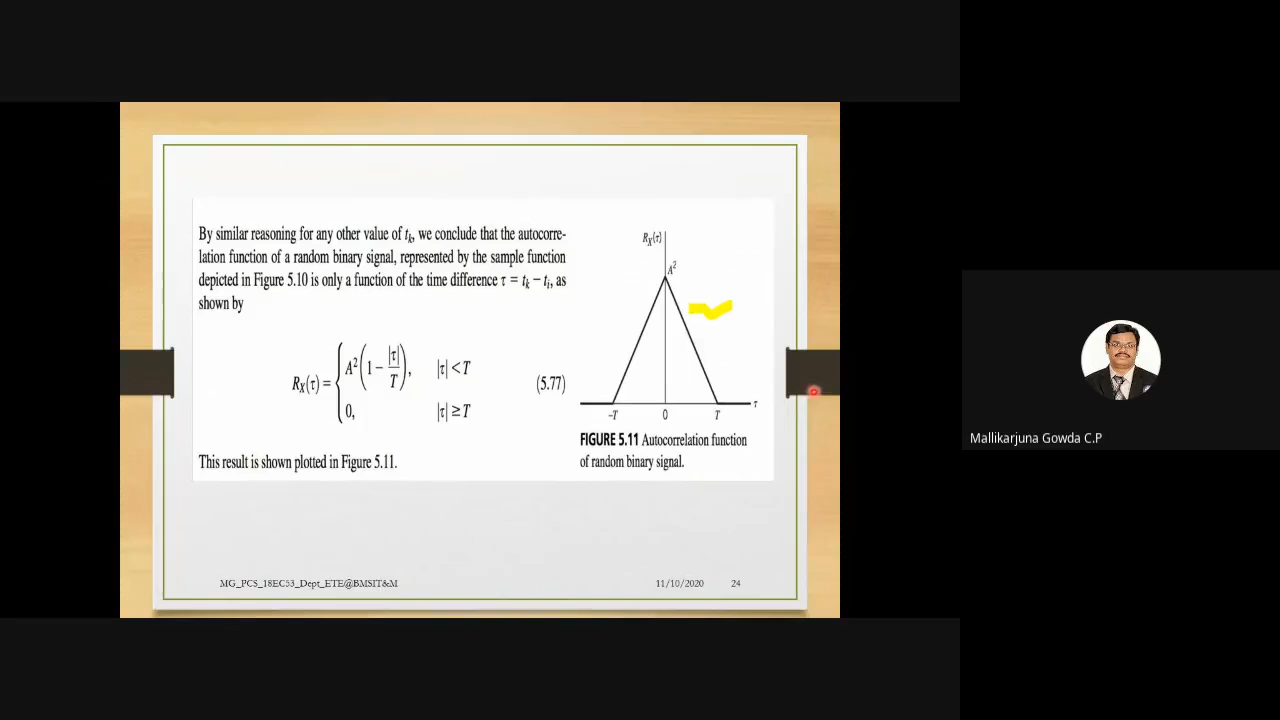 By similar reasoning for any other value of tₖ, we conclude that the autocorre-
lation function of a random binary signal, represented by the sample function
depicted in Figure 5.10 is only a function of the time difference τ = tₖ − tᵢ, as
shown by
R_X(τ) = { A²(1 − |τ|/T), |τ| < T
0, |τ| ≥ T
(5.77)
This result is shown plotted in Figure 5.11.
R_X(τ)
A²
−T 0 T τ
FIGURE 5.11 Autocorrelation function
of random binary signal.
MG_PCS_18EC53_Dept_ETE@BMSIT&M 11/10/2020 24
Mallikarjuna Gowda C.P